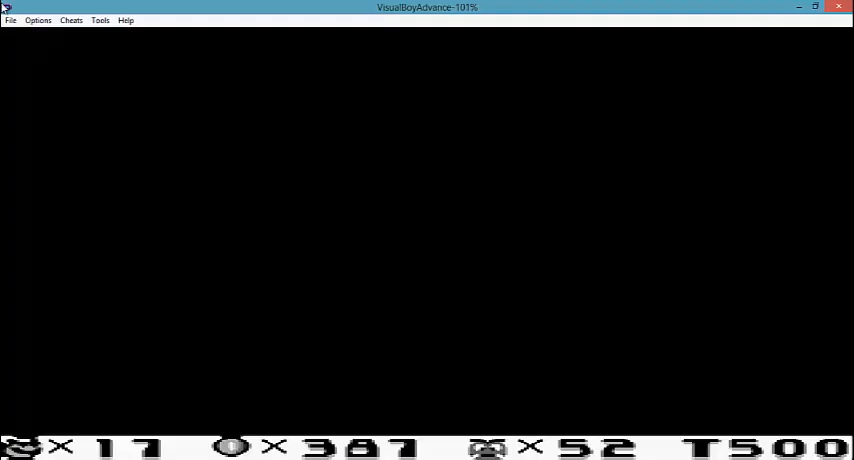 VisualBoyAdvance-101%
File Options Cheats Tools Help
×17 ×387 ×52 T500